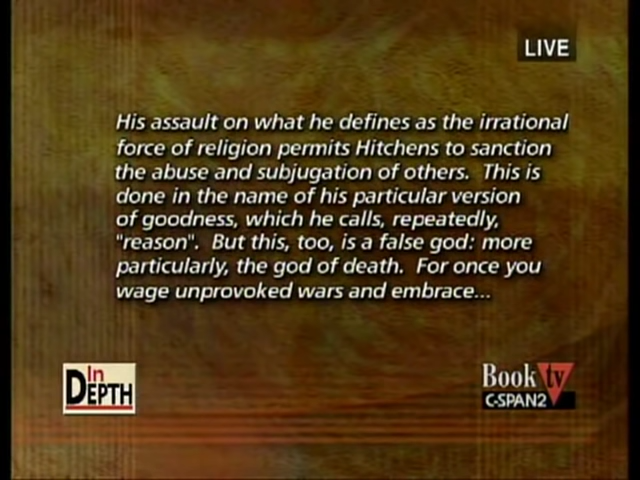 LIVE
His assault on what he defines as the irrational
force of religion permits Hitchens to sanction
the abuse and subjugation of others. This is
done in the name of his particular version
of goodness, which he calls, repeatedly,
"reason". But this, too, is a false god: more
particularly, the god of death. For once you
wage unprovoked wars and embrace...
In
DEPTH
Book tv
C-SPAN2